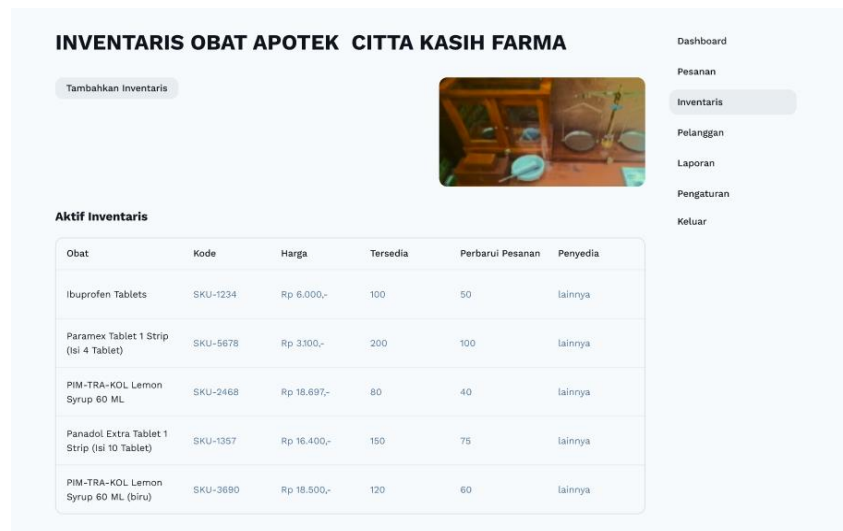 INVENTARIS OBAT APOTEK CITTA KASIH FARMA
Tambahkan Inventaris
Dashboard
Pesanan
Inventaris
Pelanggan
Laporan
Pengaturan
Keluar
Aktif Inventaris
Obat Kode Harga Tersedia Perbarui Pesanan Penyedia
Ibuprofen Tablets SKU-1234 Rp 6.000,- 100 50 lainnya
Paramex Tablet 1 Strip
(Isi 4 Tablet) SKU-5678 Rp 3.100,- 200 100 lainnya
PIM-TRA-KOL Lemon
Syrup 60 ML SKU-2468 Rp 18.697,- 80 40 lainnya
Panadol Extra Tablet 1
Strip (Isi 10 Tablet) SKU-1357 Rp 16.400,- 150 75 lainnya
PIM-TRA-KOL Lemon
Syrup 60 ML (biru) SKU-3690 Rp 18.500,- 120 60 lainnya